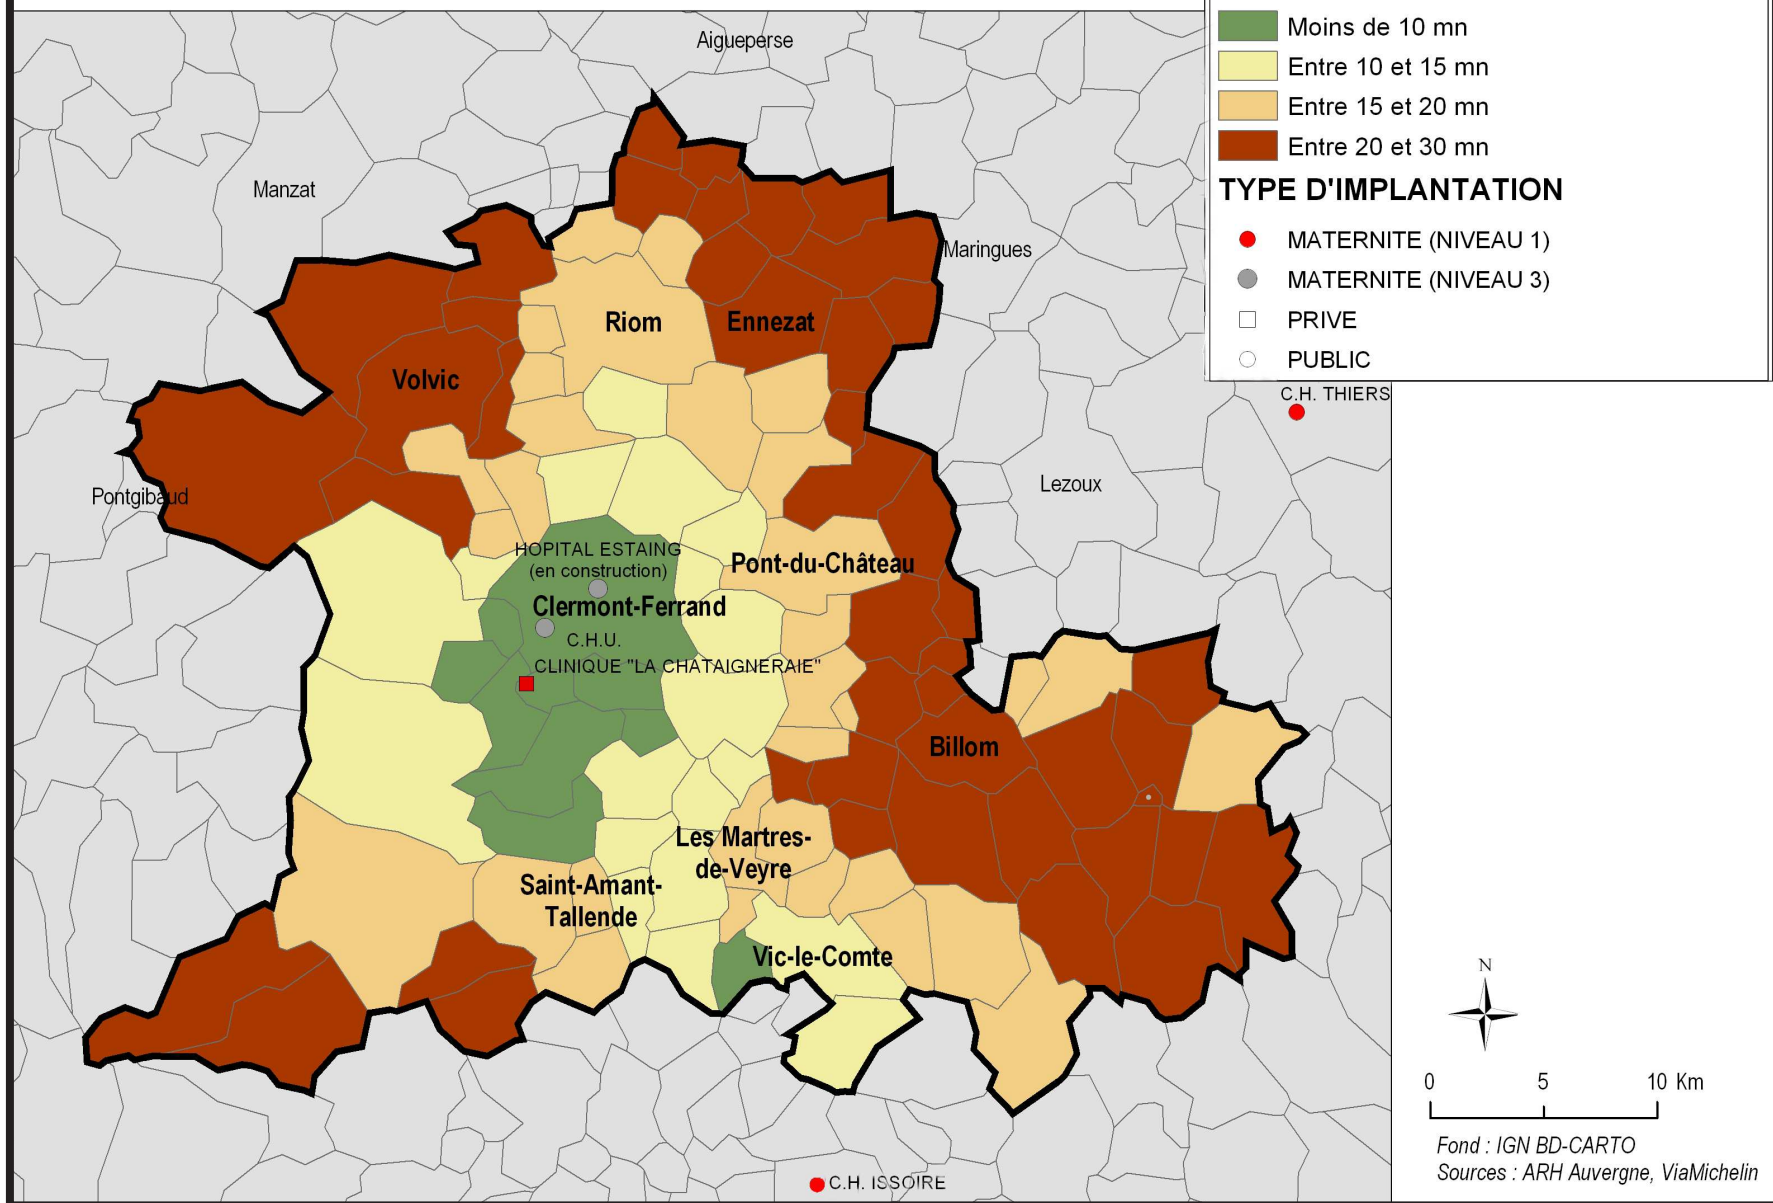 Moins de 10 mn
Entre 10 et 15 mn
Entre 15 et 20 mn
Entre 20 et 30 mn
TYPE D'IMPLANTATION
MATERNITE (NIVEAU 1)
MATERNITE (NIVEAU 3)
PRIVE
PUBLIC
Aigueperse
Manzat
Maringues
Riom
Ennezat
Volvic
C.H. THIERS
Pontgibaud
Lezoux
HOPITAL ESTAING
(en construction)
Pont-du-Château
Clermont-Ferrand
C.H.U.
CLINIQUE "LA CHATAIGNERAIE"
Billom
Les Martres-
de-Veyre
Saint-Amant-
Tallende
Vic-le-Comte
N
0 5 10 Km
Fond : IGN BD-CARTO
Sources : ARH Auvergne, ViaMichelin
C.H. ISSOIRE